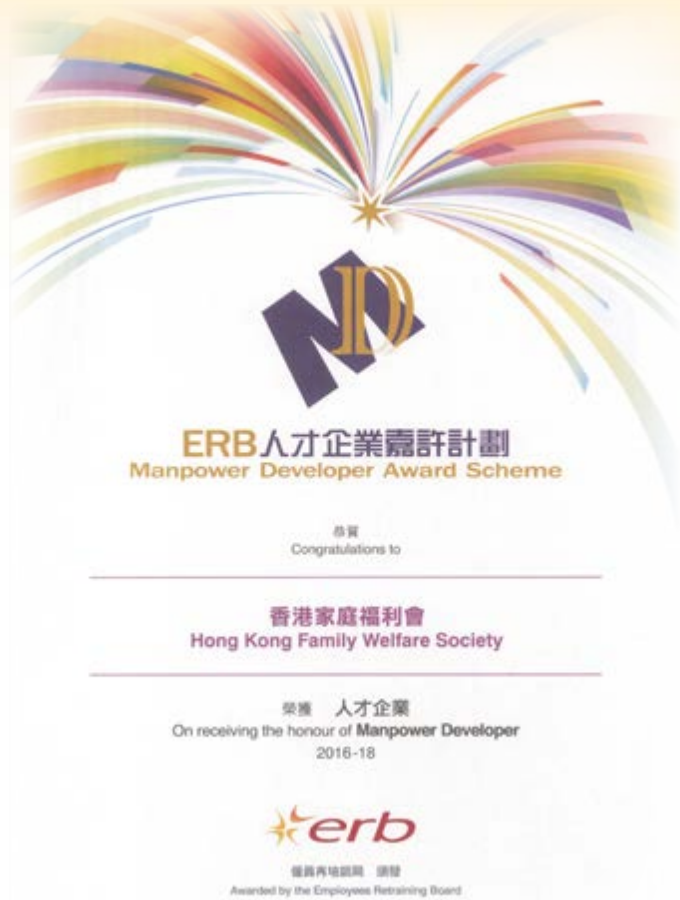 MD
ERB人才企業嘉許計劃
Manpower Developer Award Scheme
恭賀
Congratulations to
香港家庭福利會
Hong Kong Family Welfare Society
榮獲 人才企業
On receiving the honour of Manpower Developer
2016-18
erb
僱員再培訓局 頒發
Awarded by the Employees Retraining Board